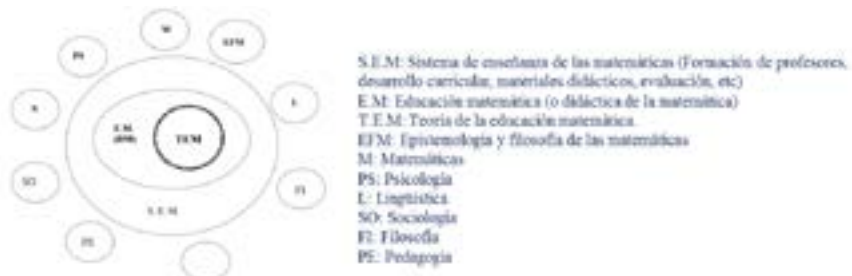 M
EFM
PS
L
E.M.
TEM
SO
FI
S.E.M
PE
S.E.M: Sistema de enseñanza de las matemáticas (Formación de profesores,
desarrollo curricular, materiales didácticos, evaluación, etc)
E.M: Educación matemática (o didáctica de la matemática)
T.E.M: Teoría de la educación matemática
EFM: Epistemología y filosofía de las matemáticas
M: Matemáticas
PS: Psicología
L: Lingüística
SO: Sociología
FI: Filosofía
PE: Pedagogía